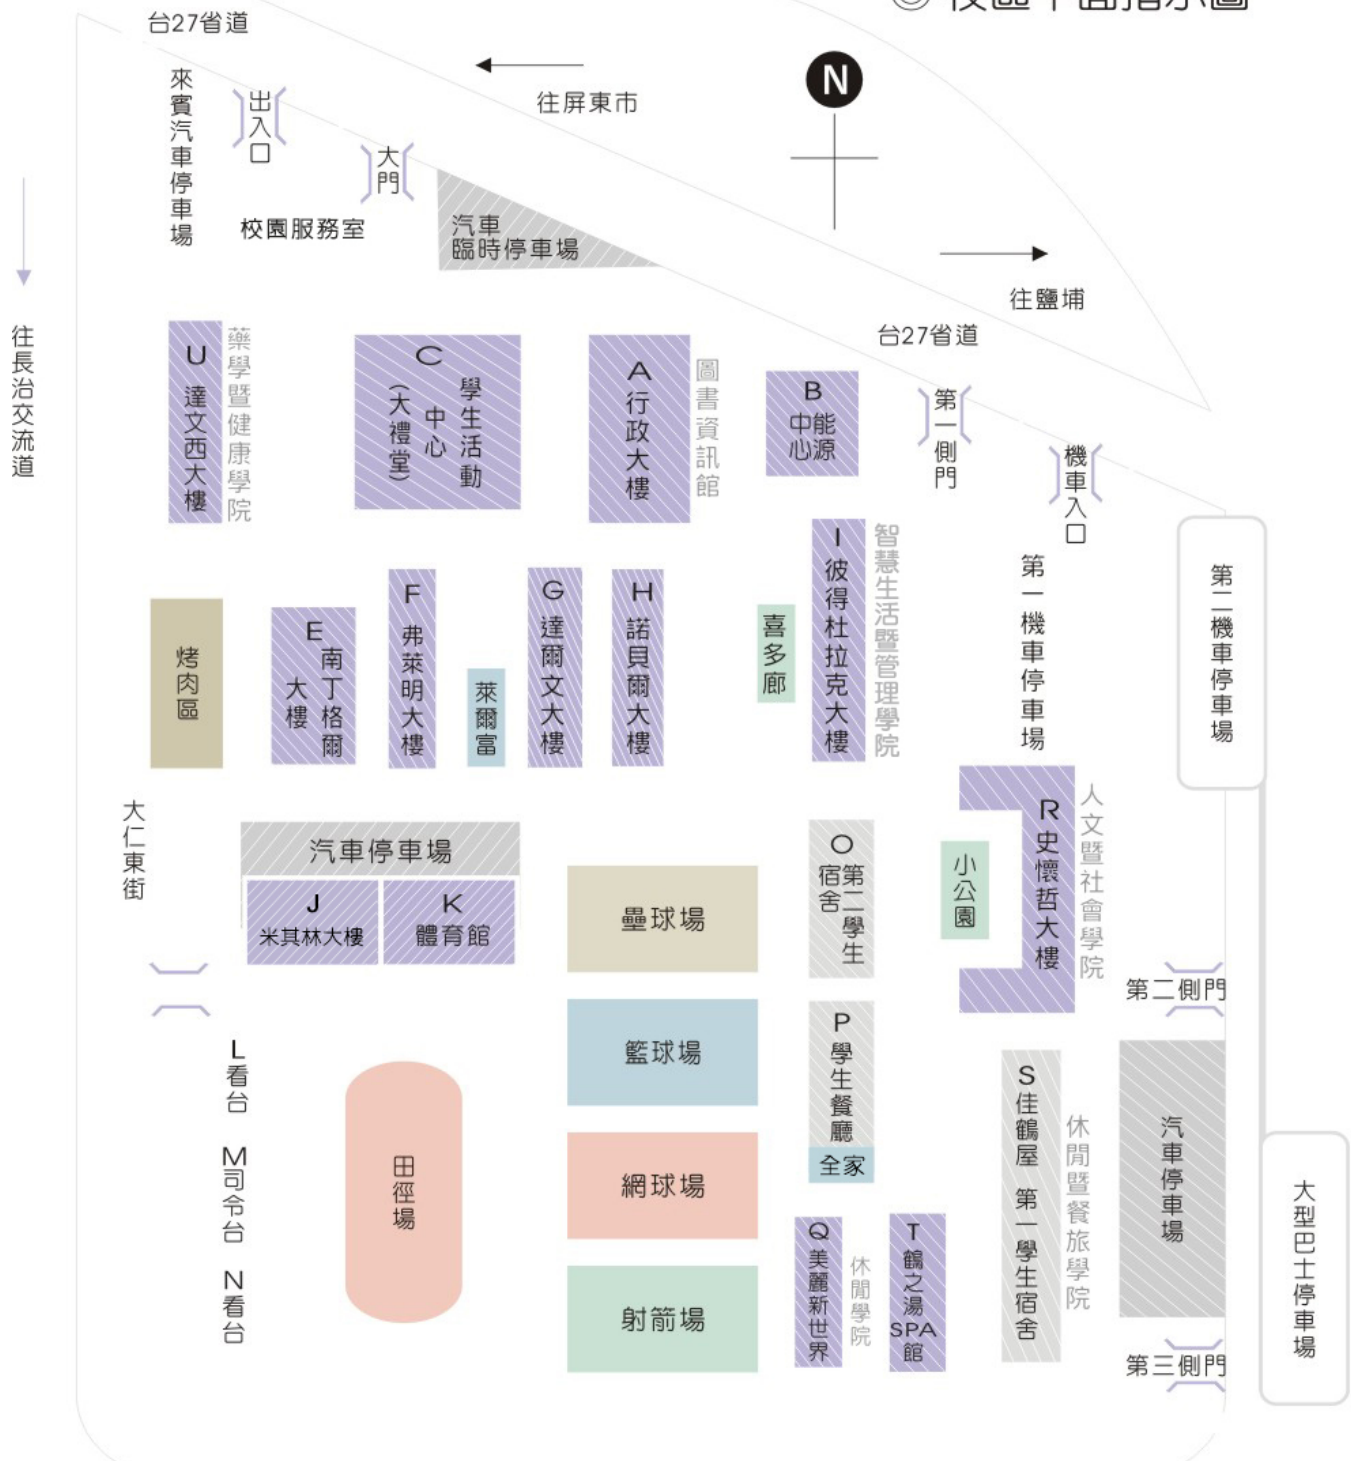 ◎ 校區平面指示圖
台27省道
往屏東市
N
來賓汽車停車場
出入口
大門
校園服務室
汽車
臨時停車場
往鹽埔
台27省道
往長治交流道
U 達文西大樓
藥學暨健康學院
C
學生活動
中心
(大禮堂)
A 行政大樓
圖書資訊館
B
能源
中心
第一側門
機車入口
I 彼得杜拉克大樓
智慧生活暨管理學院
第一機車停車場
第二機車停車場
烤肉區
E
南丁格爾
大樓
F 弗萊明大樓
萊爾富
G 達爾文大樓
H 諾貝爾大樓
喜多廊
大仁東街
汽車停車場
J
米其林大樓
K
體育館
壘球場
O
第二學生
宿舍
小公園
R 史懷哲大樓
人文暨社會學院
第二側門
L看台
M司令台
N看台
田徑場
籃球場
網球場
射箭場
P 學生餐廳
全家
Q 美麗新世界
休閒學院
T 鶴之湯
SPA
館
S佳鶴屋 第一學生宿舍
休閒暨餐旅學院
汽車停車場
大型巴士停車場
第三側門